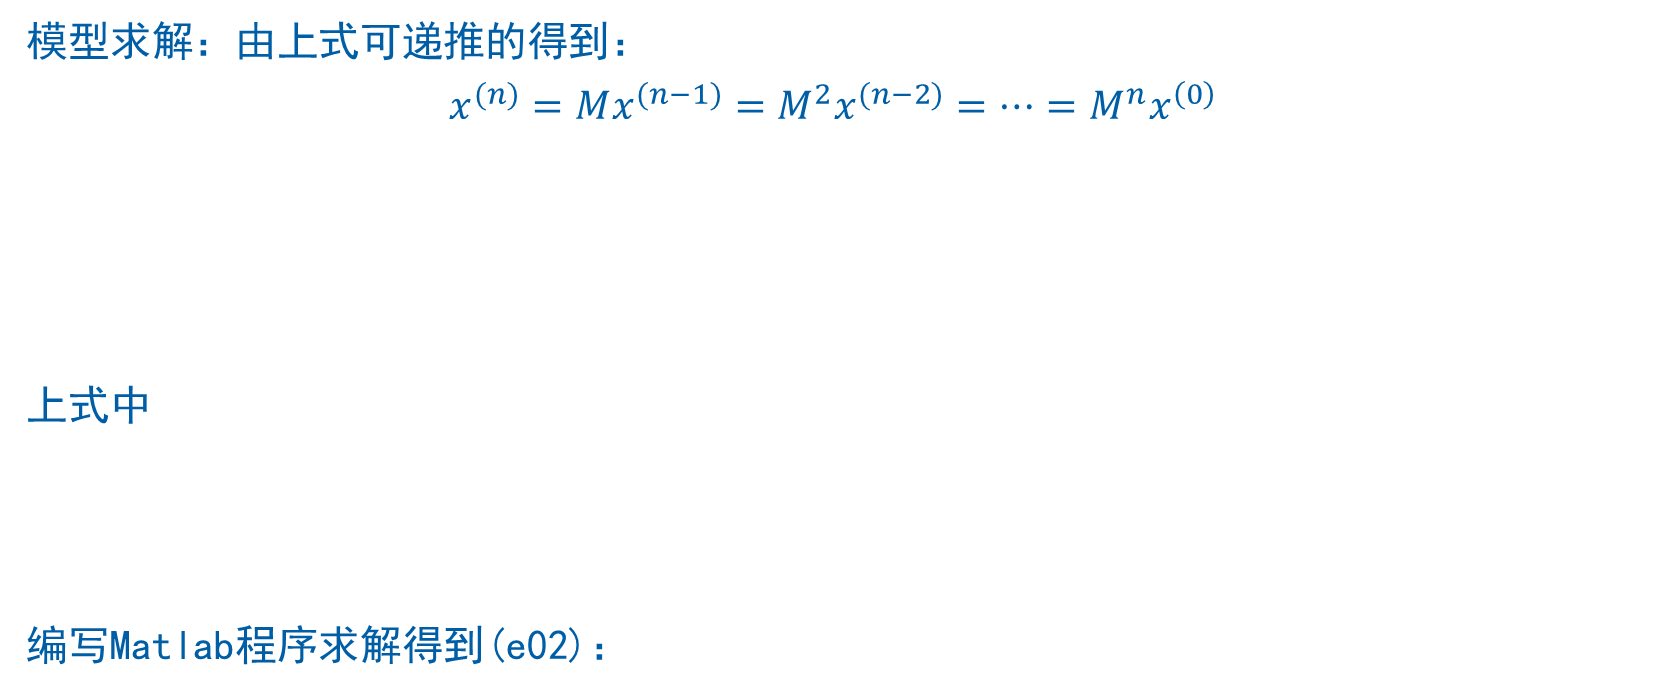 模型求解：由上式可递推的得到：
x^{(n)} = Mx^{(n−1)} = M^2x^{(n−2)} = ⋯ = M^nx^{(0)}
上式中
编写Matlab程序求解得到(e02)：